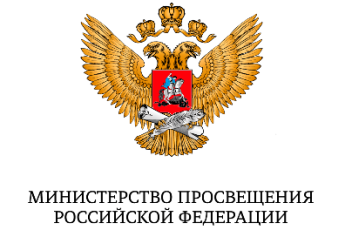 МИНИСТЕРСТВО ПРОСВЕЩЕНИЯ
РОССИЙСКОЙ ФЕДЕРАЦИИ